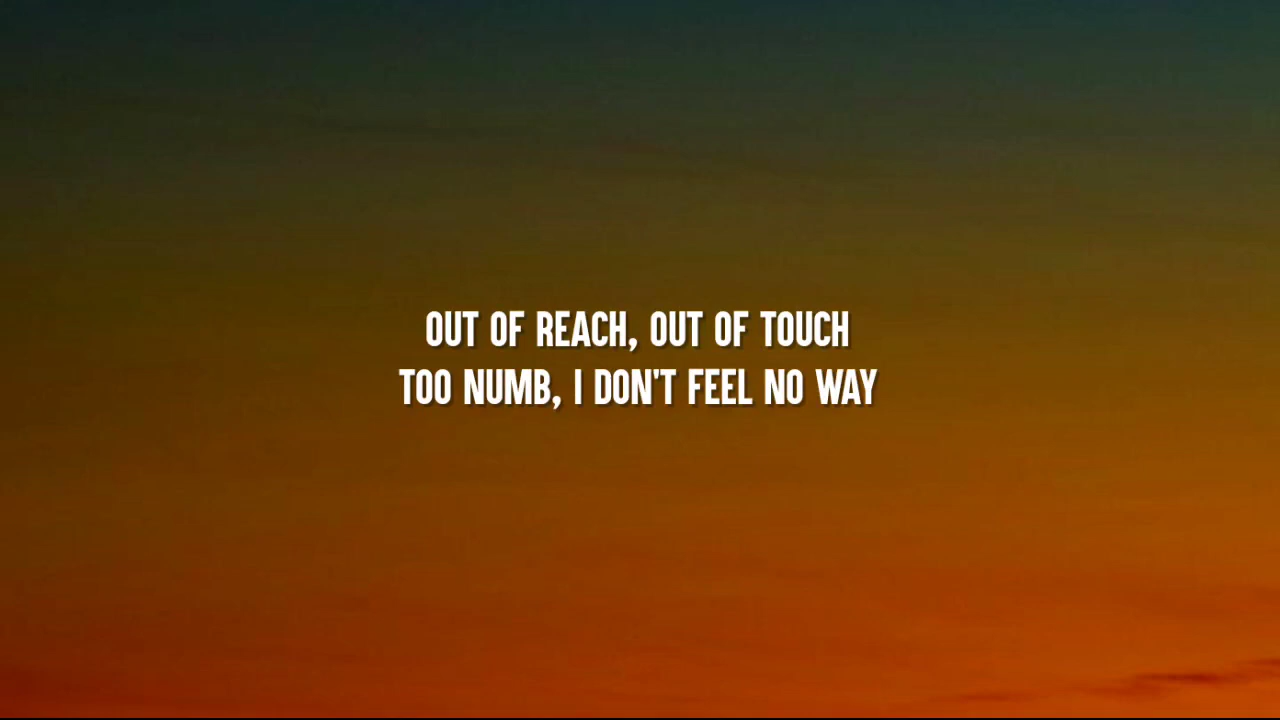 OUT OF REACH, OUT OF TOUCH
TOO NUMB, I DON'T FEEL NO WAY